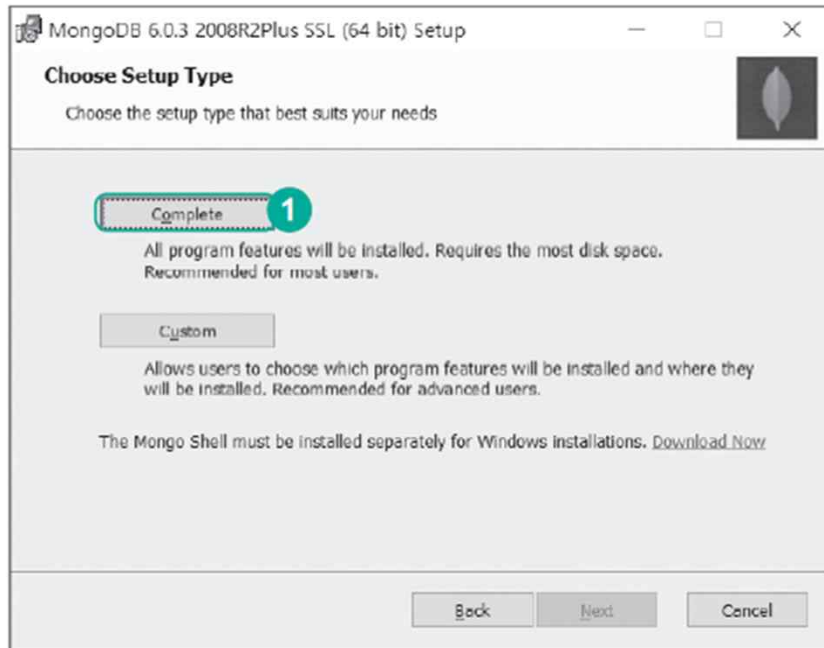 MongoDB 6.0.3 2008R2Plus SSL (64 bit) Setup
Choose Setup Type
Choose the setup type that best suits your needs
Complete
1
All program features will be installed. Requires the most disk space.
Recommended for most users.
Custom
Allows users to choose which program features will be installed and where they
will be installed. Recommended for advanced users.
The Mongo Shell must be installed separately for Windows installations. Download Now
Back
Next
Cancel